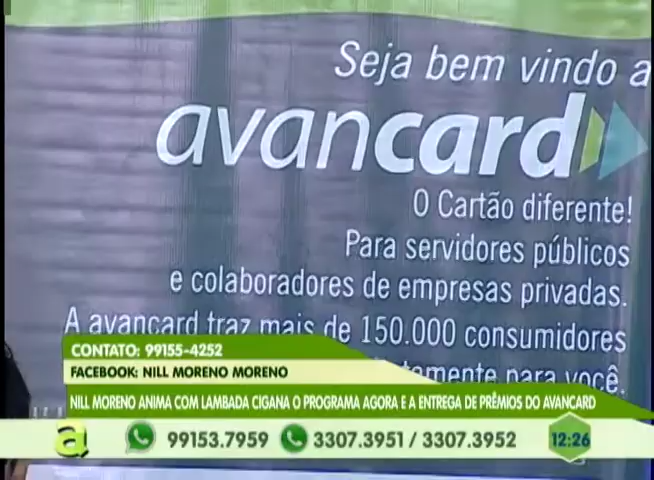 Seja bem vindo a
avancard
O Cartão diferente!
Para servidores públicos
e colaboradores de empresas privadas.
A avancard traz mais de 150.000 consumidores
para você.
CONTATO: 99155-4252
FACEBOOK: NILL MORENO MORENO
NILL MORENO ANIMA COM LAMBADA CIGANA O PROGRAMA AGORA E A ENTREGA DE PRÊMIOS DO AVANCARD
a 99153.7959 3307.3951 / 3307.3952 12:26